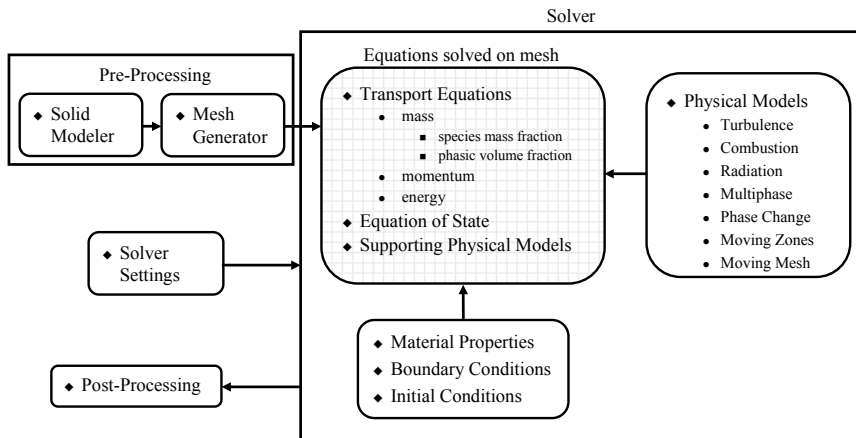 Solver
Pre-Processing
Solid
Modeler
Mesh
Generator
Equations solved on mesh
Transport Equations
mass
species mass fraction
phasic volume fraction
momentum
energy
Equation of State
Supporting Physical Models
Physical Models
Turbulence
Combustion
Radiation
Multiphase
Phase Change
Moving Zones
Moving Mesh
Solver
Settings
Material Properties
Boundary Conditions
Initial Conditions
Post-Processing